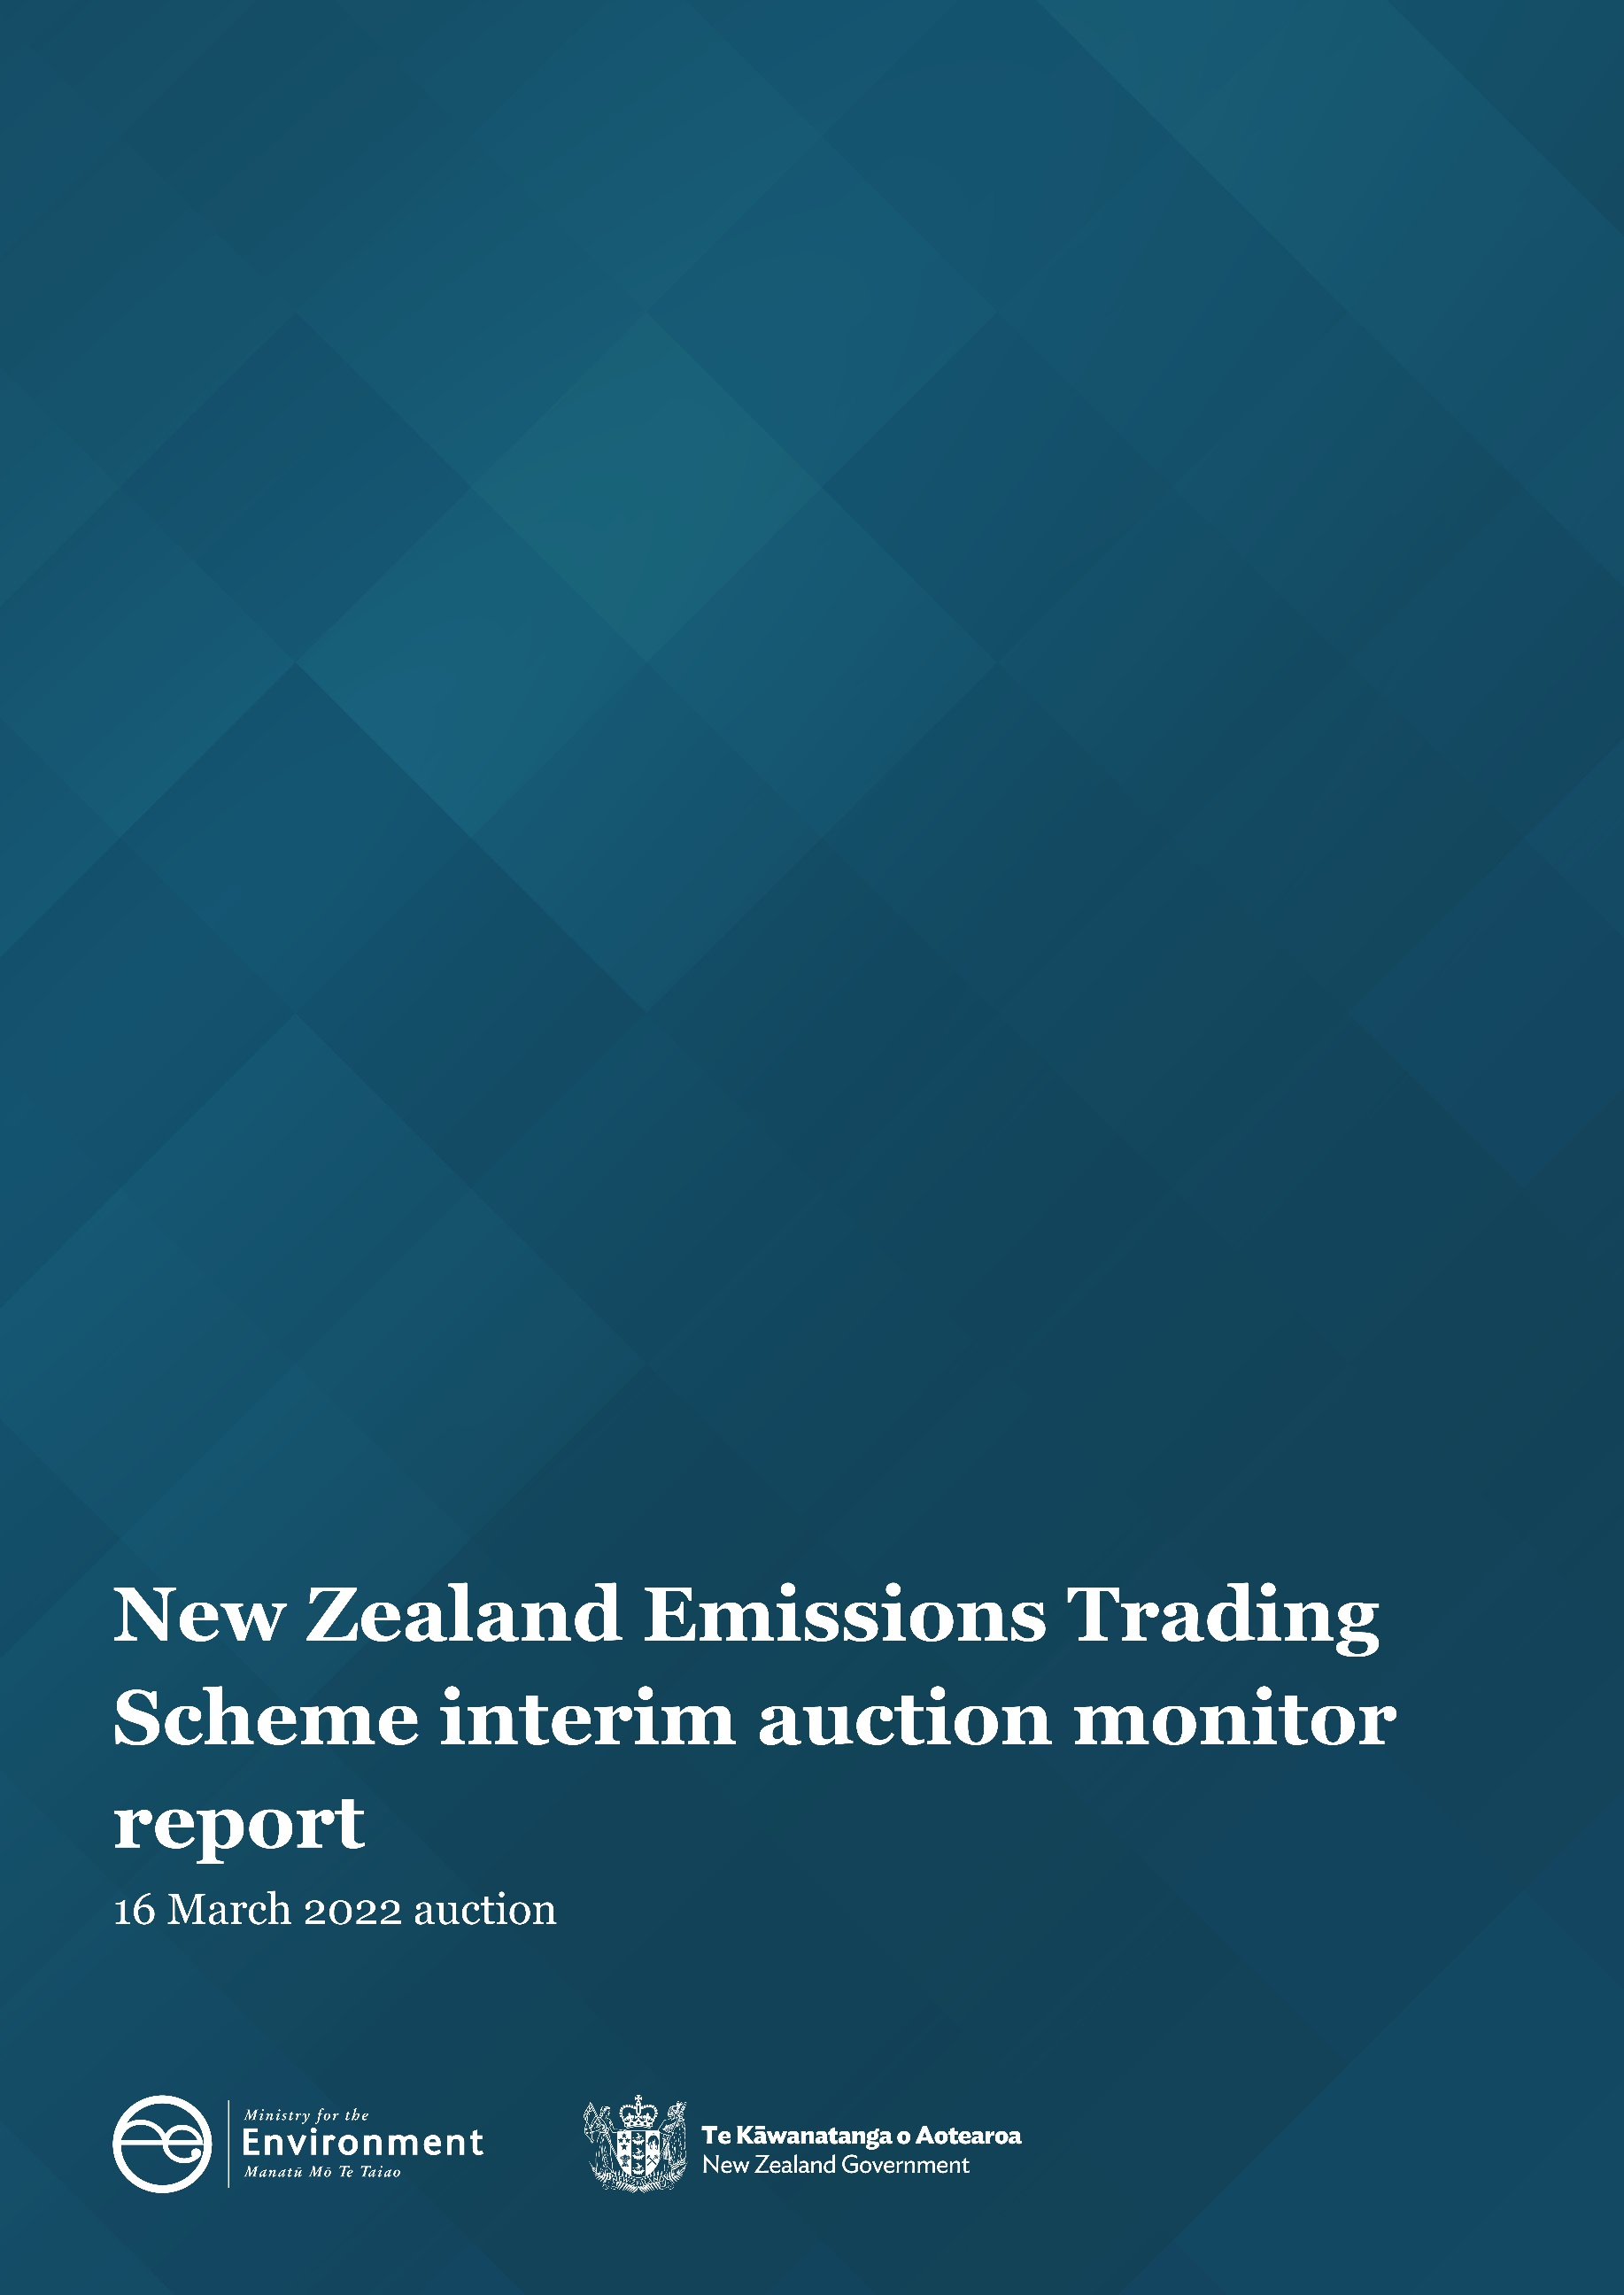 New Zealand Emissions Trading
Scheme interim auction monitor
report
16 March 2022 auction
Ministry for the
Environment
Manatū Mō Te Taiao
Te Kāwanatanga o Aotearoa
New Zealand Government